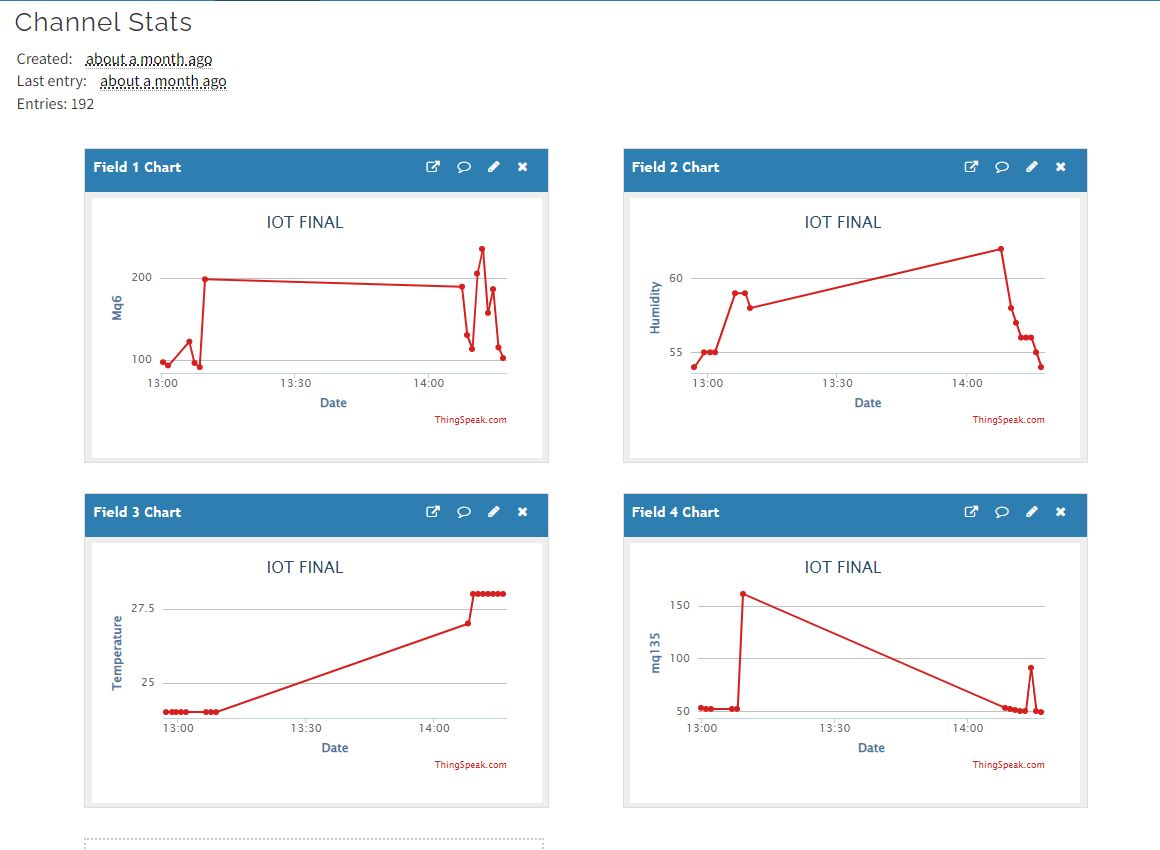 Channel Stats
Created: about a month ago
Last entry: about a month ago
Entries: 192
Field 1 Chart
IOT FINAL
Mq6
200
100
13:00 13:30 14:00
Date
ThingSpeak.com
Field 2 Chart
IOT FINAL
Humidity
60
55
13:00 13:30 14:00
Date
ThingSpeak.com
Field 3 Chart
IOT FINAL
Temperature
27.5
25
13:00 13:30 14:00
Date
ThingSpeak.com
Field 4 Chart
IOT FINAL
mq135
150
100
50
13:00 13:30 14:00
Date
ThingSpeak.com